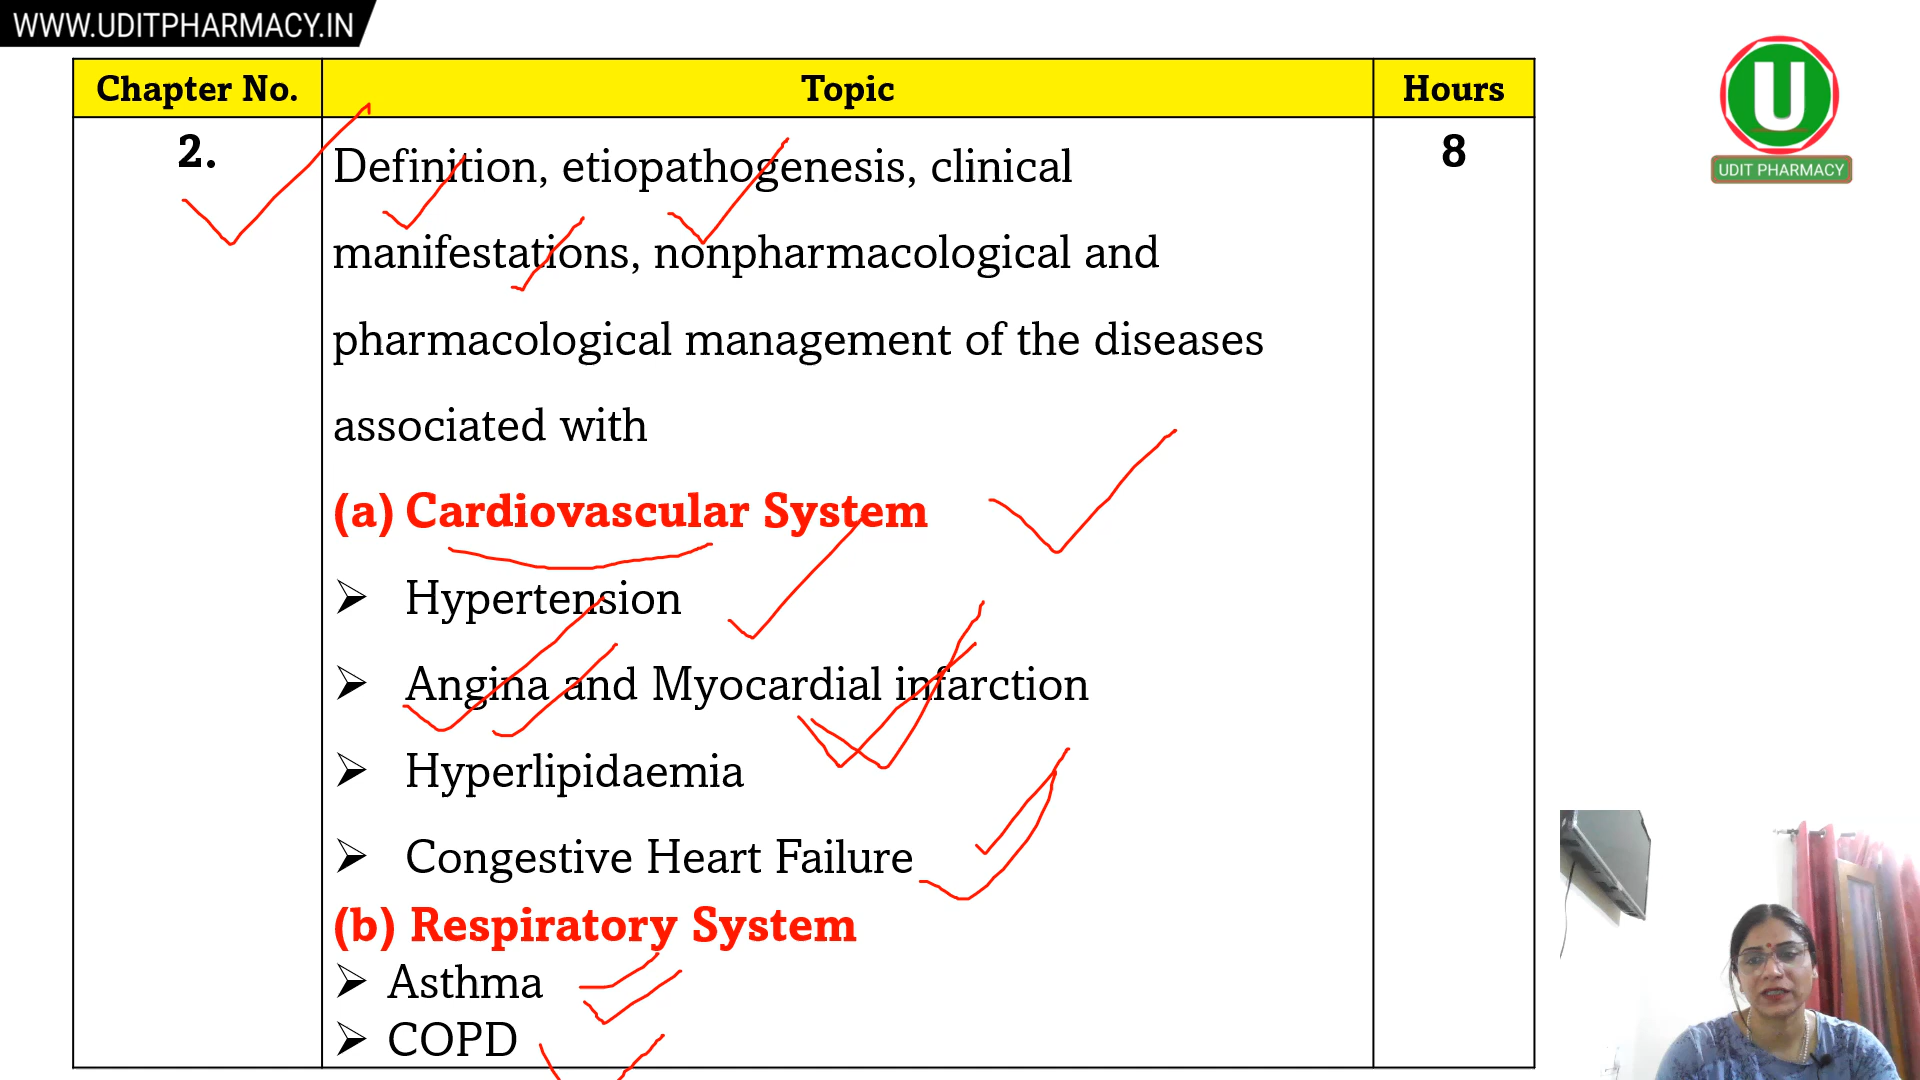 WWW.UDITPHARMACY.IN
Chapter No. Topic Hours
2. Definition, etiopathogenesis, clinical 8
manifestations, nonpharmacological and
pharmacological management of the diseases
associated with
(a) Cardiovascular System
Hypertension
Angina and Myocardial infarction
Hyperlipidaemia
Congestive Heart Failure
(b) Respiratory System
Asthma
COPD
U
UDIT PHARMACY